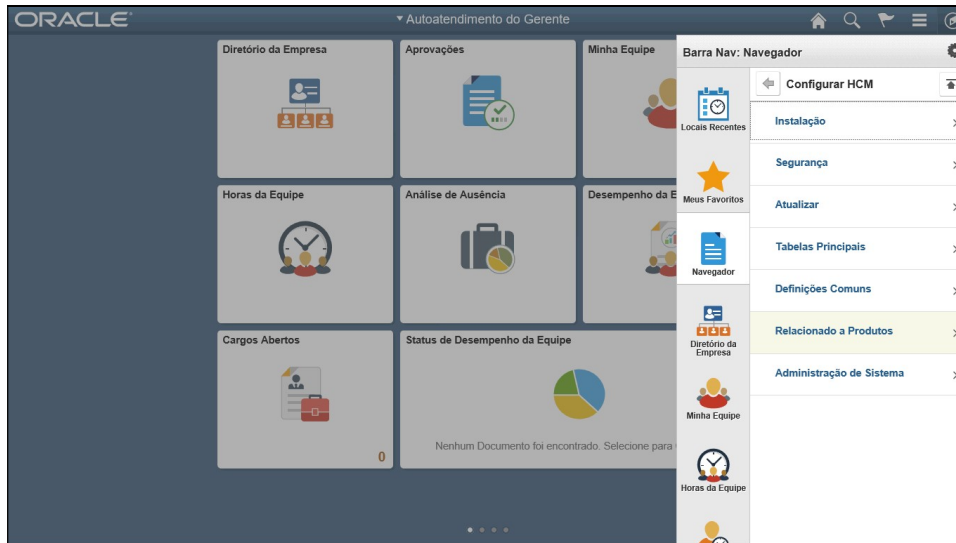 ORACLE
Autoatendimento do Gerente
Diretório da Empresa
Aprovações
Minha Equipe
Horas da Equipe
Análise de Ausência
Desempenho da E
Cargos Abertos
0
Status de Desempenho da Equipe
Nenhum Documento foi encontrado. Selecione para
Barra Nav: Navegador
Locais Recentes
Meus Favoritos
Navegador
Diretório da
Empresa
Minha Equipe
Horas da Equipe
Configurar HCM
Instalação
Segurança
Atualizar
Tabelas Principais
Definições Comuns
Relacionado a Produtos
Administração de Sistema